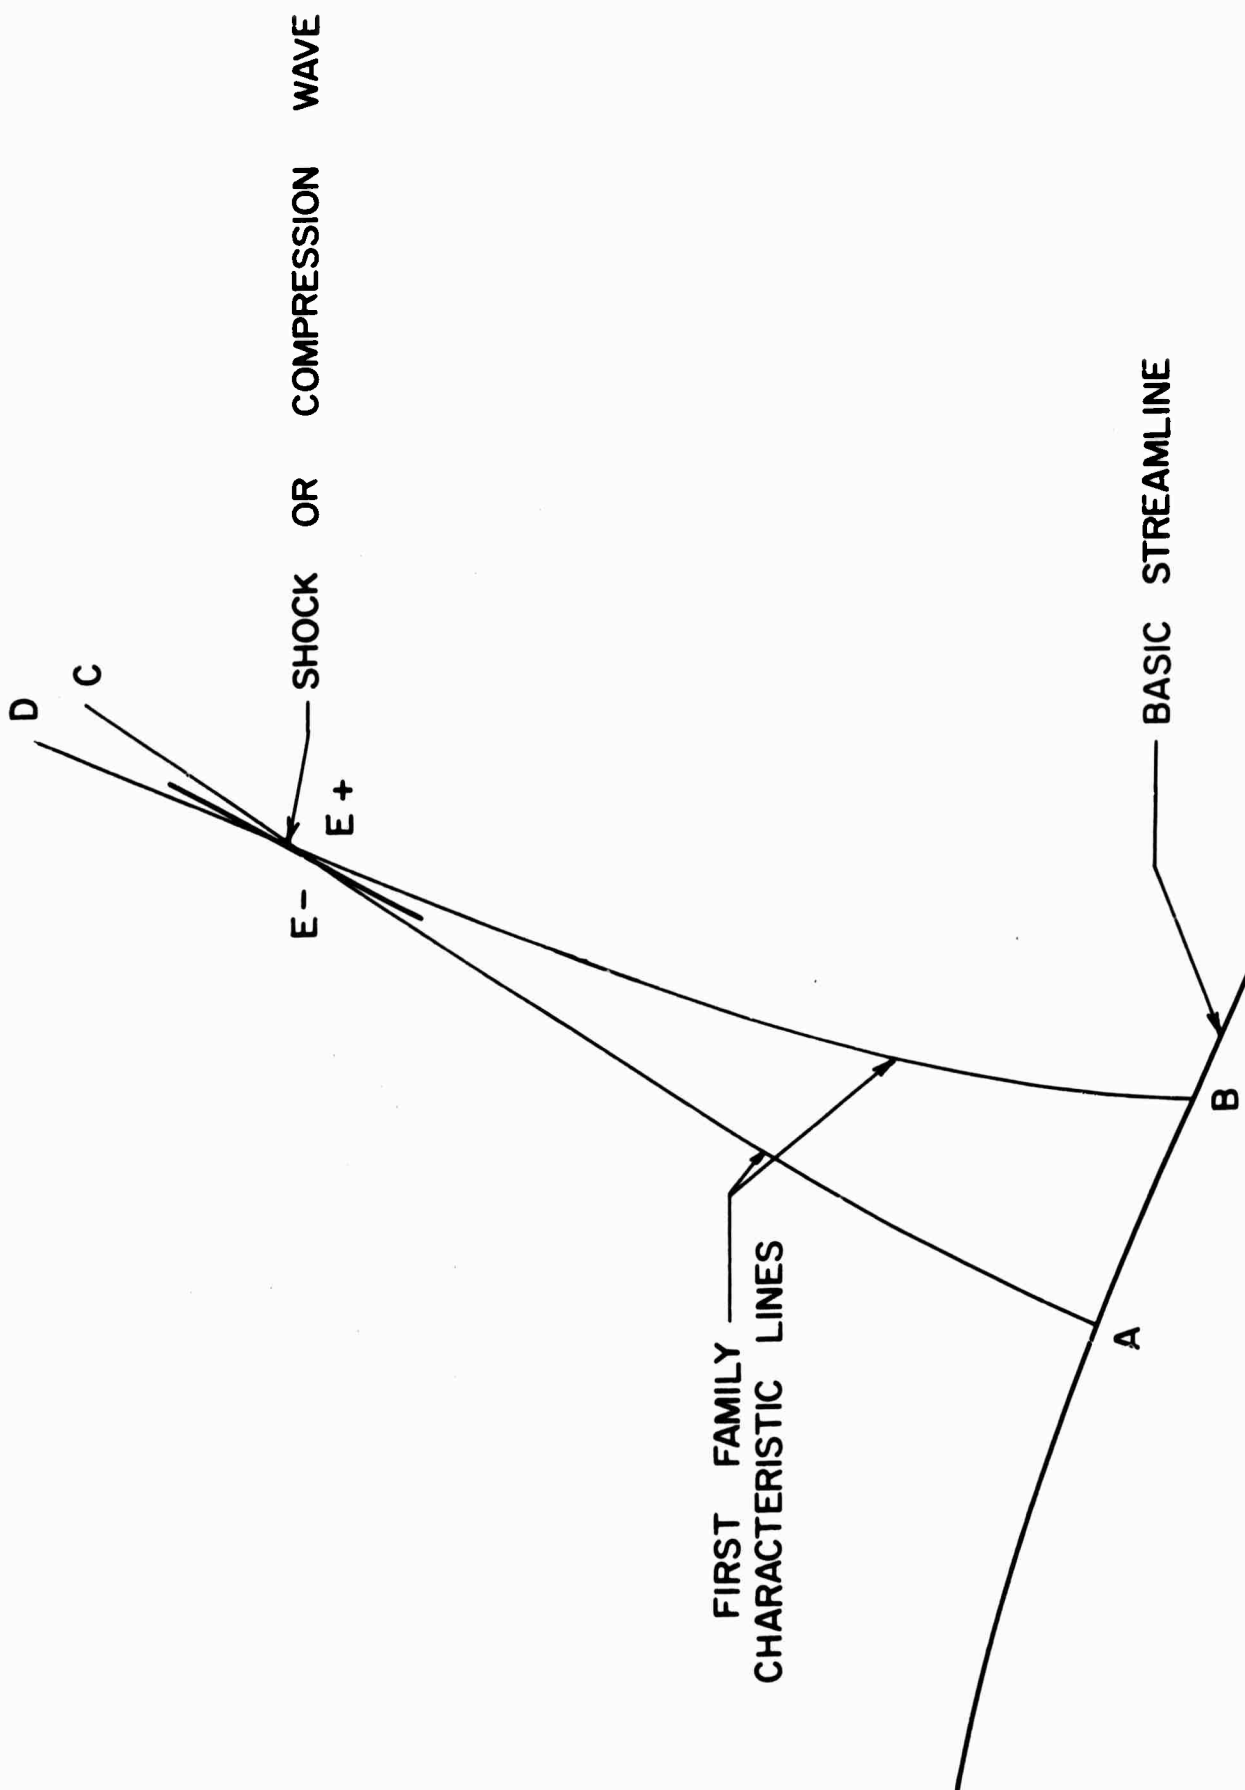 D
C
SHOCK OR COMPRESSION WAVE
E-
E+
FIRST FAMILY
CHARACTERISTIC LINES
BASIC STREAMLINE
A
B